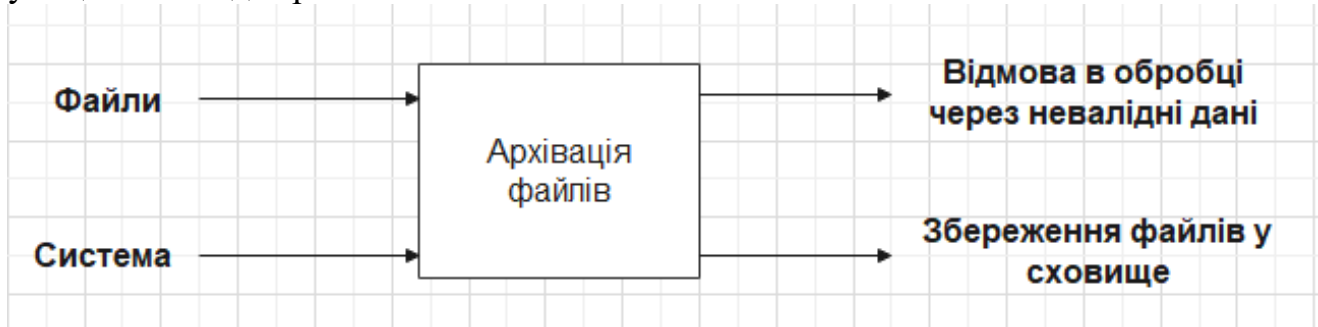 Файли
Відмова в обробці
через невалідні дані
Архівація
файлів
Система
Збереження файлів у
сховище